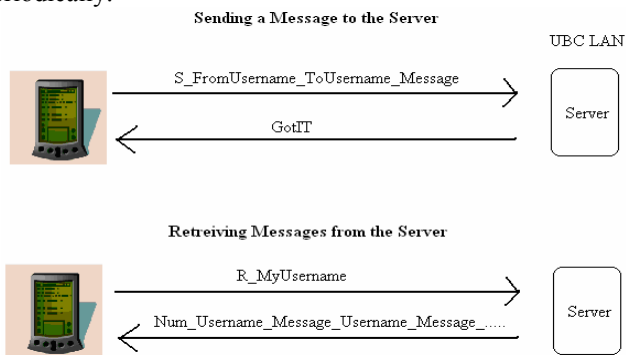 Sending a Message to the Server
UBC LAN
S_FromUsername_ToUsername_Message
Server
GotIT
Retreiving Messages from the Server
R_MyUsername
Server
Num_Username_Message_Username_Message_.....